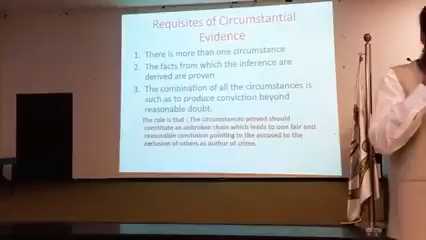 Requisites of Circumstantial
Evidence
1. There is more than one circumstance
2. The facts from which the inference are
derived are proven
3. The combination of all the circumstances is
such as to produce conviction beyond
reasonable doubt.
The rule is that : The circumstances proved should
constitute an unbroken chain which leads to one fair and
reasonable conclusion pointing to the accused to the
exclusion of others as author of crime.